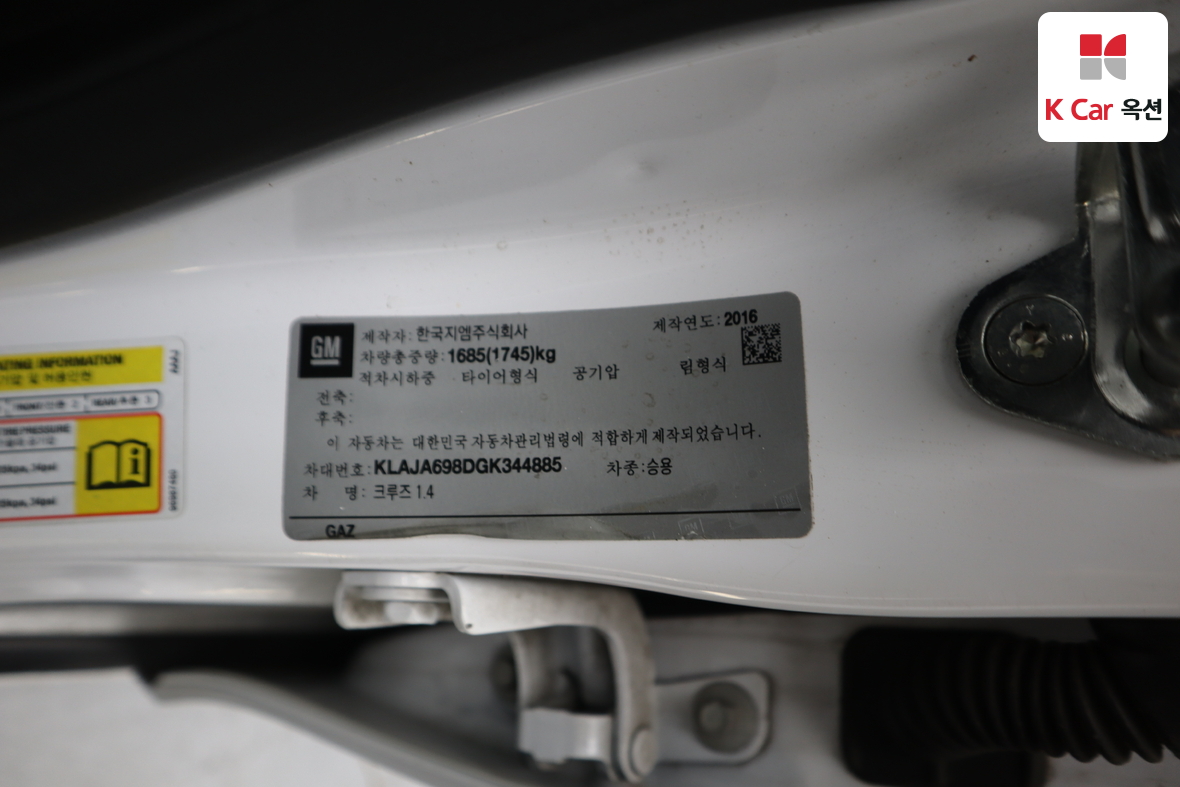 K Car 옥션
GM
제작자: 한국지엠주식회사
제작연도: 2016
차량총중량: 1685(1745)kg
적차시하중 타이어형식 공기압 림형식
전축:
후축:
이 자동차는 대한민국 자동차관리법령에 적합하게 제작되었습니다.
차대번호: KLAJA698DGK344885 차종: 승용
차 명: 크루즈 1.4
GAZ
ATING INFORMATION